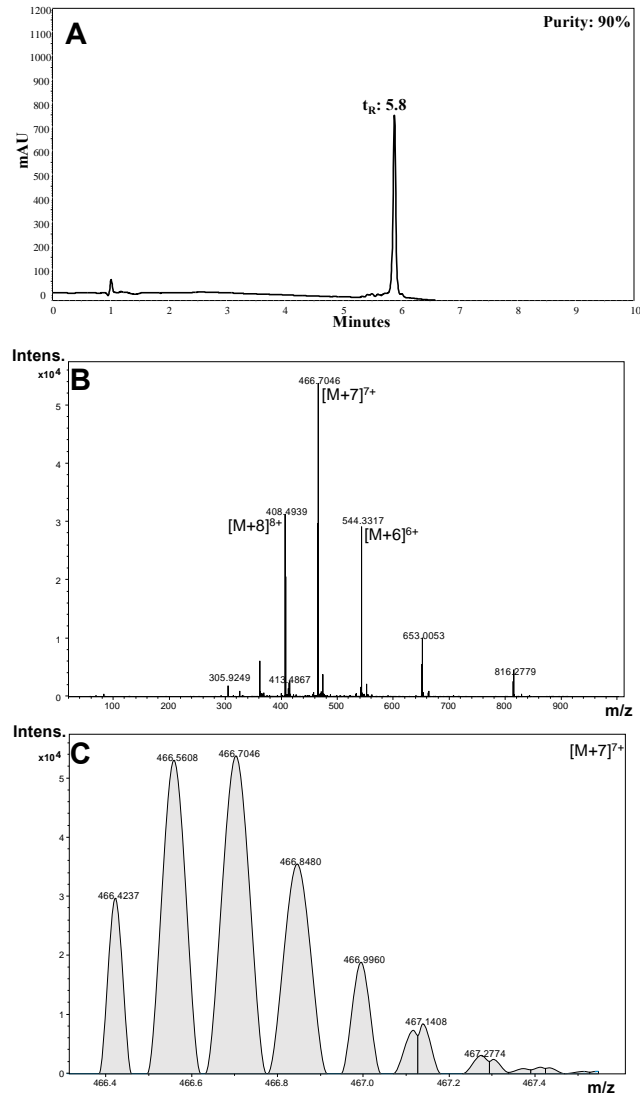 A
Purity: 90%
1200
1100
1000
900
800
700
600
500
400
300
200
100
0
mAU
tR: 5.8
0 1 2 3 4 5 6 7 8 9 10
Minutes
Intens.
x10⁴
B
466.7046
[M+7]⁷⁺
5
4
408.4939
[M+8]⁸⁺
544.3317
[M+6]⁶⁺
3
2
653.0053
1
305.9249
413.4867
816.2779
0
100 200 300 400 500 600 700 800 900
m/z
Intens.
x10⁴
C
[M+7]⁷⁺
466.5608
466.7046
5
4
466.8480
466.4237
3
2
466.9960
1
467.1408
467.2774
0
466.4 466.6 466.8 467.0 467.2 467.4
m/z